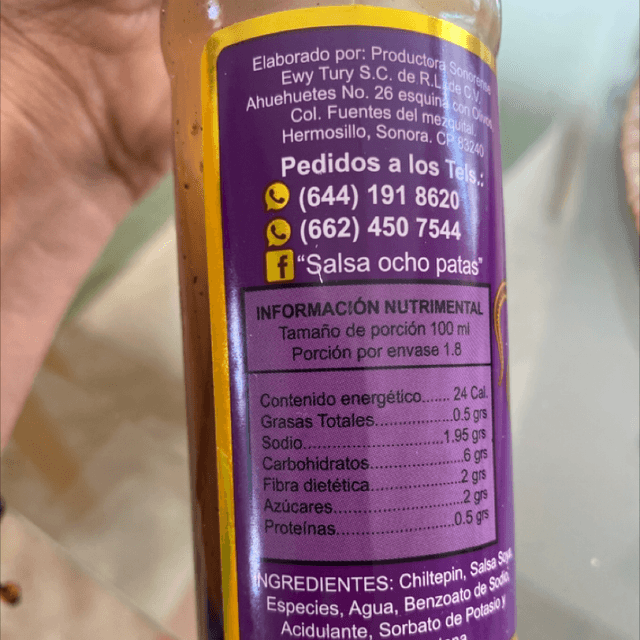 Elaborado por: Productora Sonorense
Ewy Tury S.C. de R.L. de C.V.
Ahuehuetes No. 26 esquina con Olivos
Col. Fuentes del mezquital
Hermosillo, Sonora. CP 83240
Pedidos a los Tels.:
(644) 191 8620
(662) 450 7544
f "Salsa ocho patas"
INFORMACIÓN NUTRIMENTAL
Tamaño de porción 100 ml
Porción por envase 1.8
Contenido energético....... 24 Cal.
Grasas Totales....................0.5 grs
Sodio....................................1.95 grs
Carbohidratos........................6 grs
Fibra dietética.........................2 grs
Azúcares..................................2 grs
Proteínas...............................0.5 grs
INGREDIENTES: Chiltepin, Salsa Soya,
Especies, Agua, Benzoato de Sodio,
Acidulante, Sorbato de Potasio y